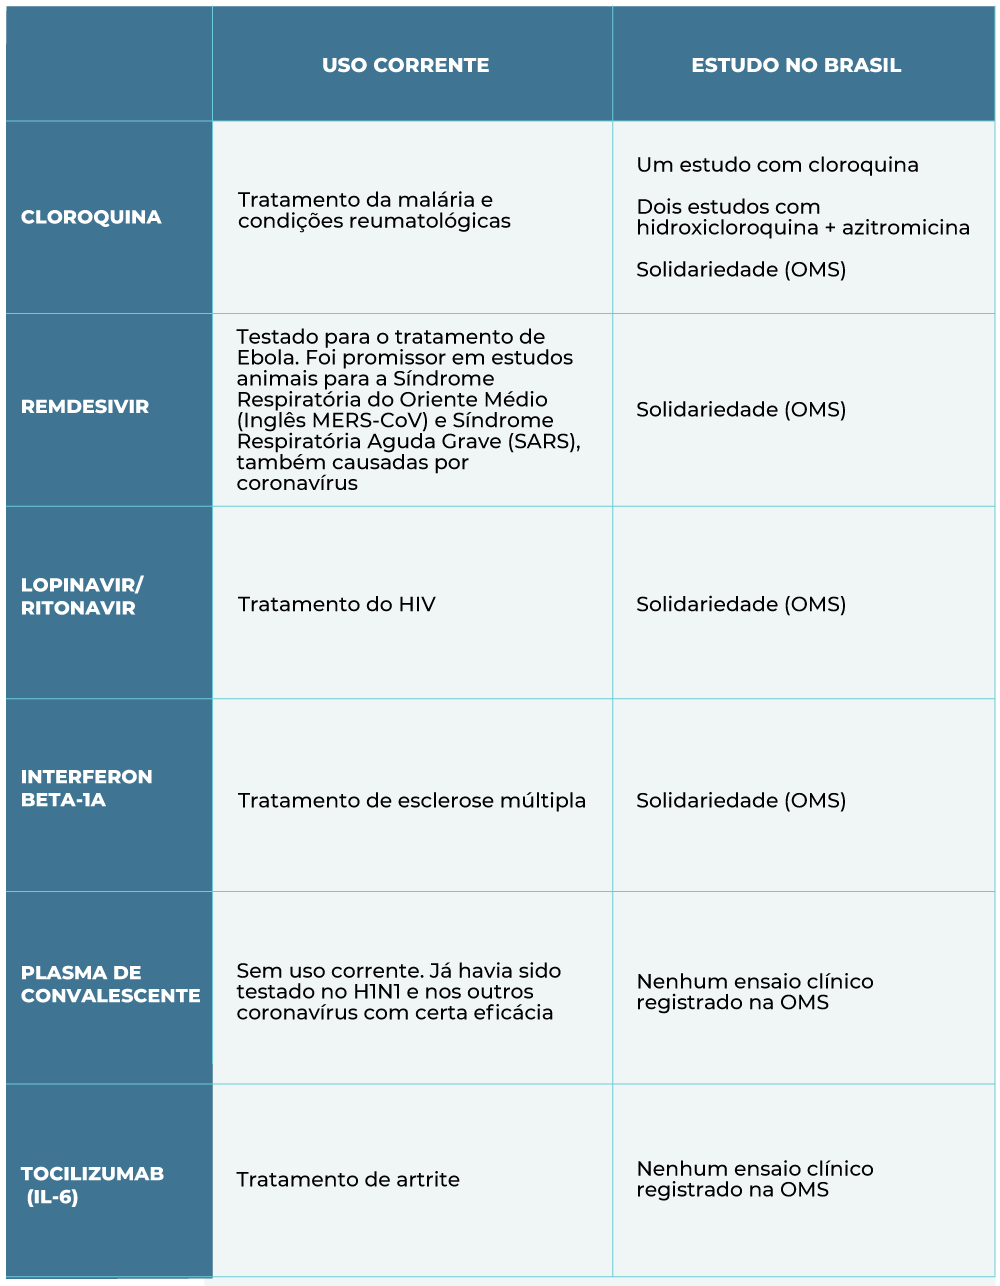 USO CORRENTE
ESTUDO NO BRASIL
CLOROQUINA
Tratamento da malária e
condições reumatológicas
Um estudo com cloroquina
Dois estudos com
hidroxicloroquina + azitromicina
Solidariedade (OMS)
REMDESIVIR
Testado para o tratamento de
Ebola. Foi promissor em estudos
animais para a Síndrome
Respiratória do Oriente Médio
(Inglês MERS-CoV) e Síndrome
Respiratória Aguda Grave (SARS),
também causadas por
coronavírus
Solidariedade (OMS)
LOPINAVIR/
RITONAVIR
Tratamento do HIV
Solidariedade (OMS)
INTERFERON
BETA-1A
Tratamento de esclerose múltipla
Solidariedade (OMS)
PLASMA DE
CONVALESCENTE
Sem uso corrente. Já havia sido
testado no H1N1 e nos outros
coronavírus com certa eficácia
Nenhum ensaio clínico
registrado na OMS
TOCILIZUMAB
(IL-6)
Tratamento de artrite
Nenhum ensaio clínico
registrado na OMS